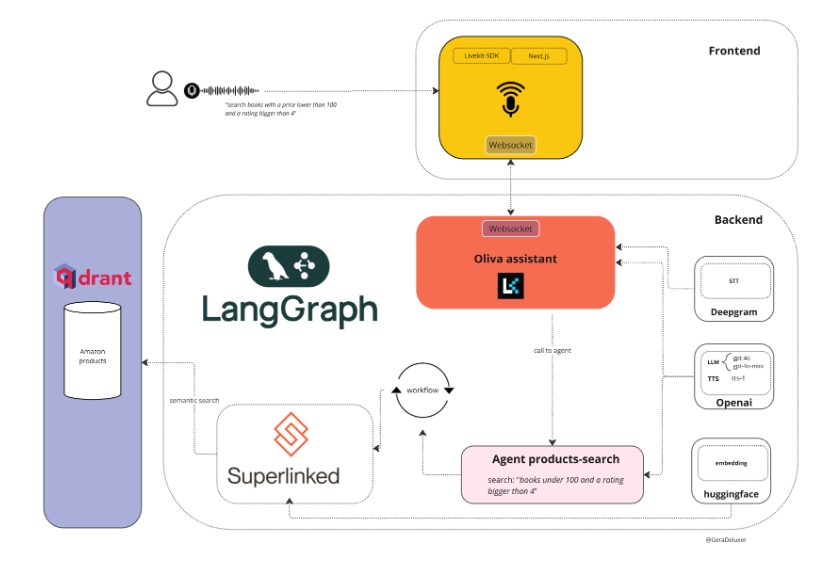 Frontend
Livekit-SDK
Next.js
"search books with a price lower than 100
and a rating bigger than 4"
Websocket
Backend
Websocket
Oliva assistant
qdrant
Amazon
products
LangGraph
STT
Deepgram
call to agent
LLM
gpt 4o
gpt-4o-mini
TTS
tts-1
Openai
workflow
semantic search
Superlinked
Agent products-search
search: "books under 100 and a rating
bigger than 4"
embedding
huggingface
@GeraDeluxer